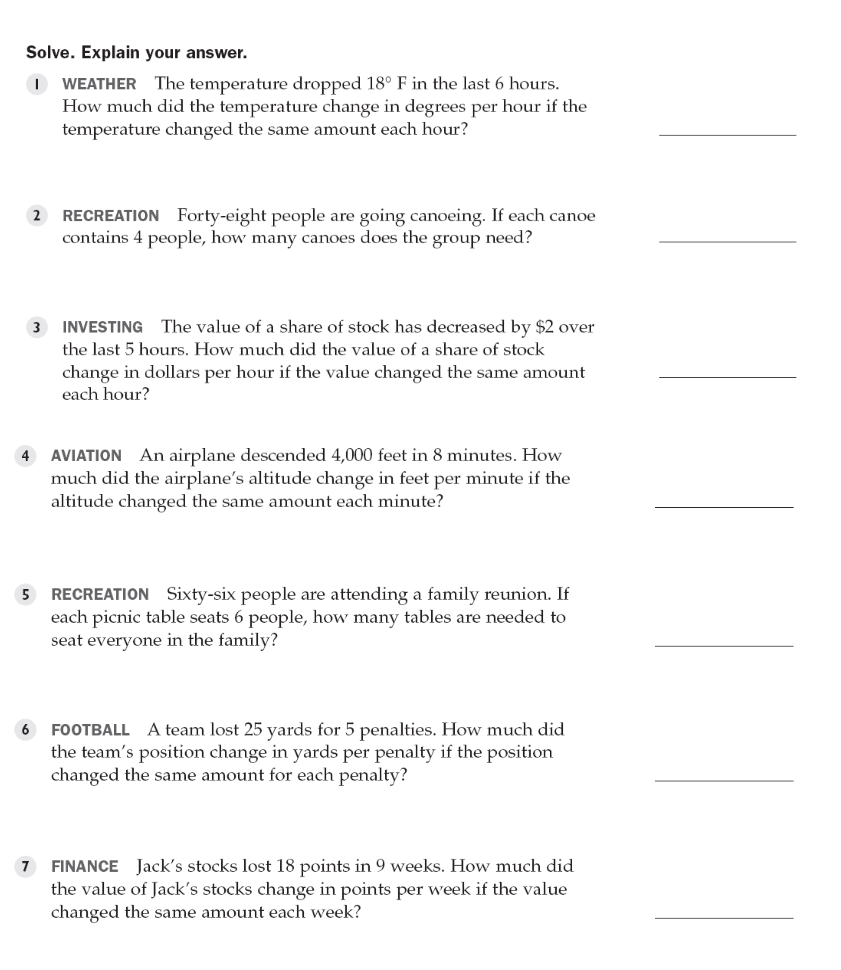 Solve. Explain your answer.
1 WEATHER The temperature dropped 18° F in the last 6 hours.
How much did the temperature change in degrees per hour if the
temperature changed the same amount each hour?
2 RECREATION Forty-eight people are going canoeing. If each canoe
contains 4 people, how many canoes does the group need?
3 INVESTING The value of a share of stock has decreased by $2 over
the last 5 hours. How much did the value of a share of stock
change in dollars per hour if the value changed the same amount
each hour?
4 AVIATION An airplane descended 4,000 feet in 8 minutes. How
much did the airplane's altitude change in feet per minute if the
altitude changed the same amount each minute?
5 RECREATION Sixty-six people are attending a family reunion. If
each picnic table seats 6 people, how many tables are needed to
seat everyone in the family?
6 FOOTBALL A team lost 25 yards for 5 penalties. How much did
the team's position change in yards per penalty if the position
changed the same amount for each penalty?
7 FINANCE Jack's stocks lost 18 points in 9 weeks. How much did
the value of Jack's stocks change in points per week if the value
changed the same amount each week?